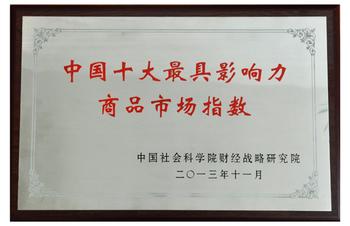 中国十大最具影响力
商品市场指数
中国社会科学院财经战略研究院
二〇一三年十一月